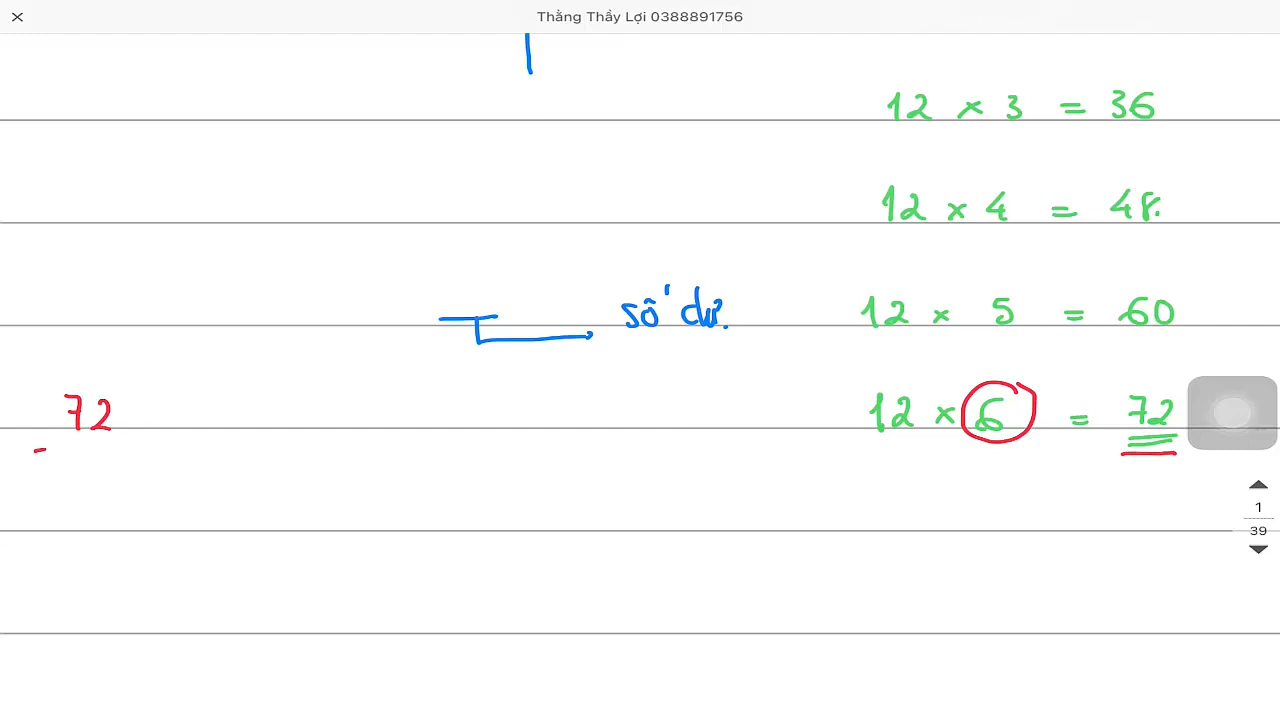 Thằng Thầy Lợi 0388891756
12 × 3 = 36
12 × 4 = 48.
số dư.
12 × 5 = 60
72
-
12 × 6 = 72
1
39